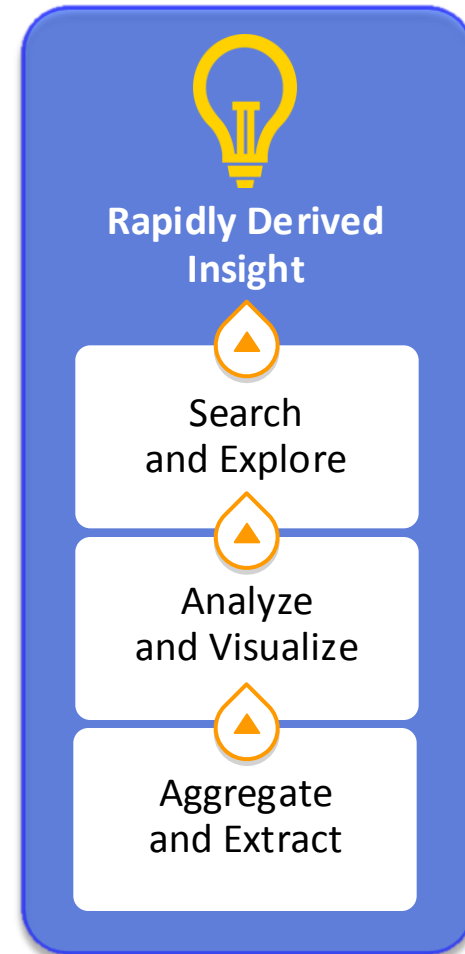 Rapidly Derived
Insight
Search
and Explore
Analyze
and Visualize
Aggregate
and Extract